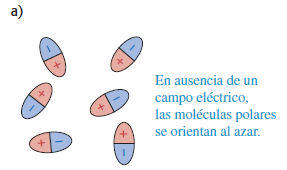 a)
−
+
−
+
+
−
+
−
+
−
+
−
En ausencia de un
campo eléctrico,
las moléculas polares
se orientan al azar.